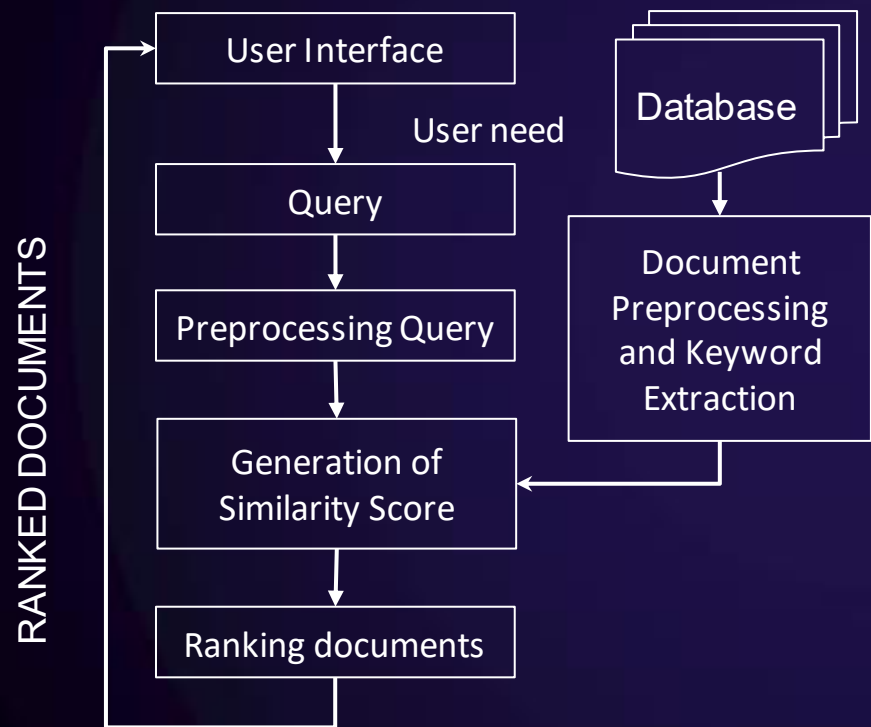 User Interface
User need
Query
Preprocessing Query
Generation of
Similarity Score
Ranking documents
Database
Document
Preprocessing
and Keyword
Extraction
RANKED DOCUMENTS